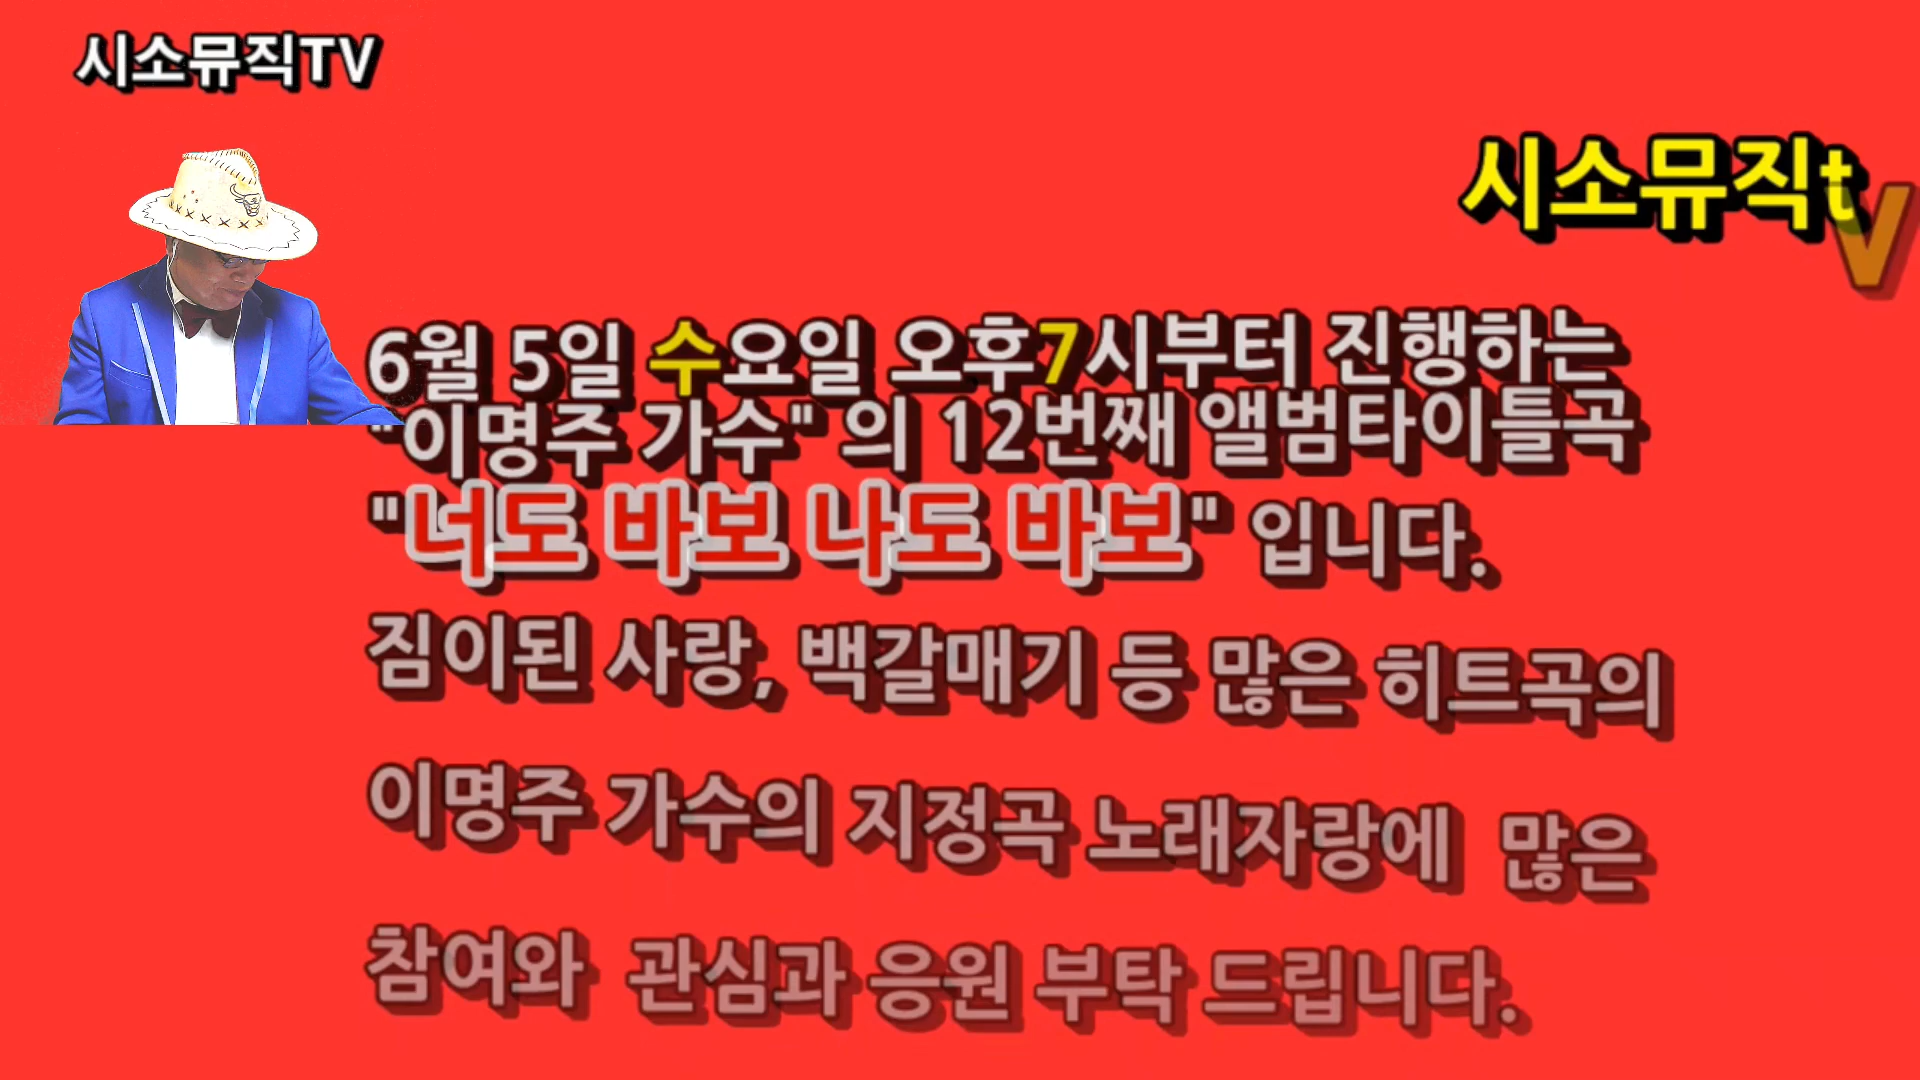 시소뮤직TV
시소뮤직tv
6월 5일 수요일 오후7시부터 진행하는
"이명주 가수" 의 12번째 앨범타이틀곡
"너도 바보 나도 바보" 입니다.
짐이된 사랑, 백갈매기 등 많은 히트곡의
이명주 가수의 지정곡 노래자랑에 많은
참여와 관심과 응원 부탁 드립니다.